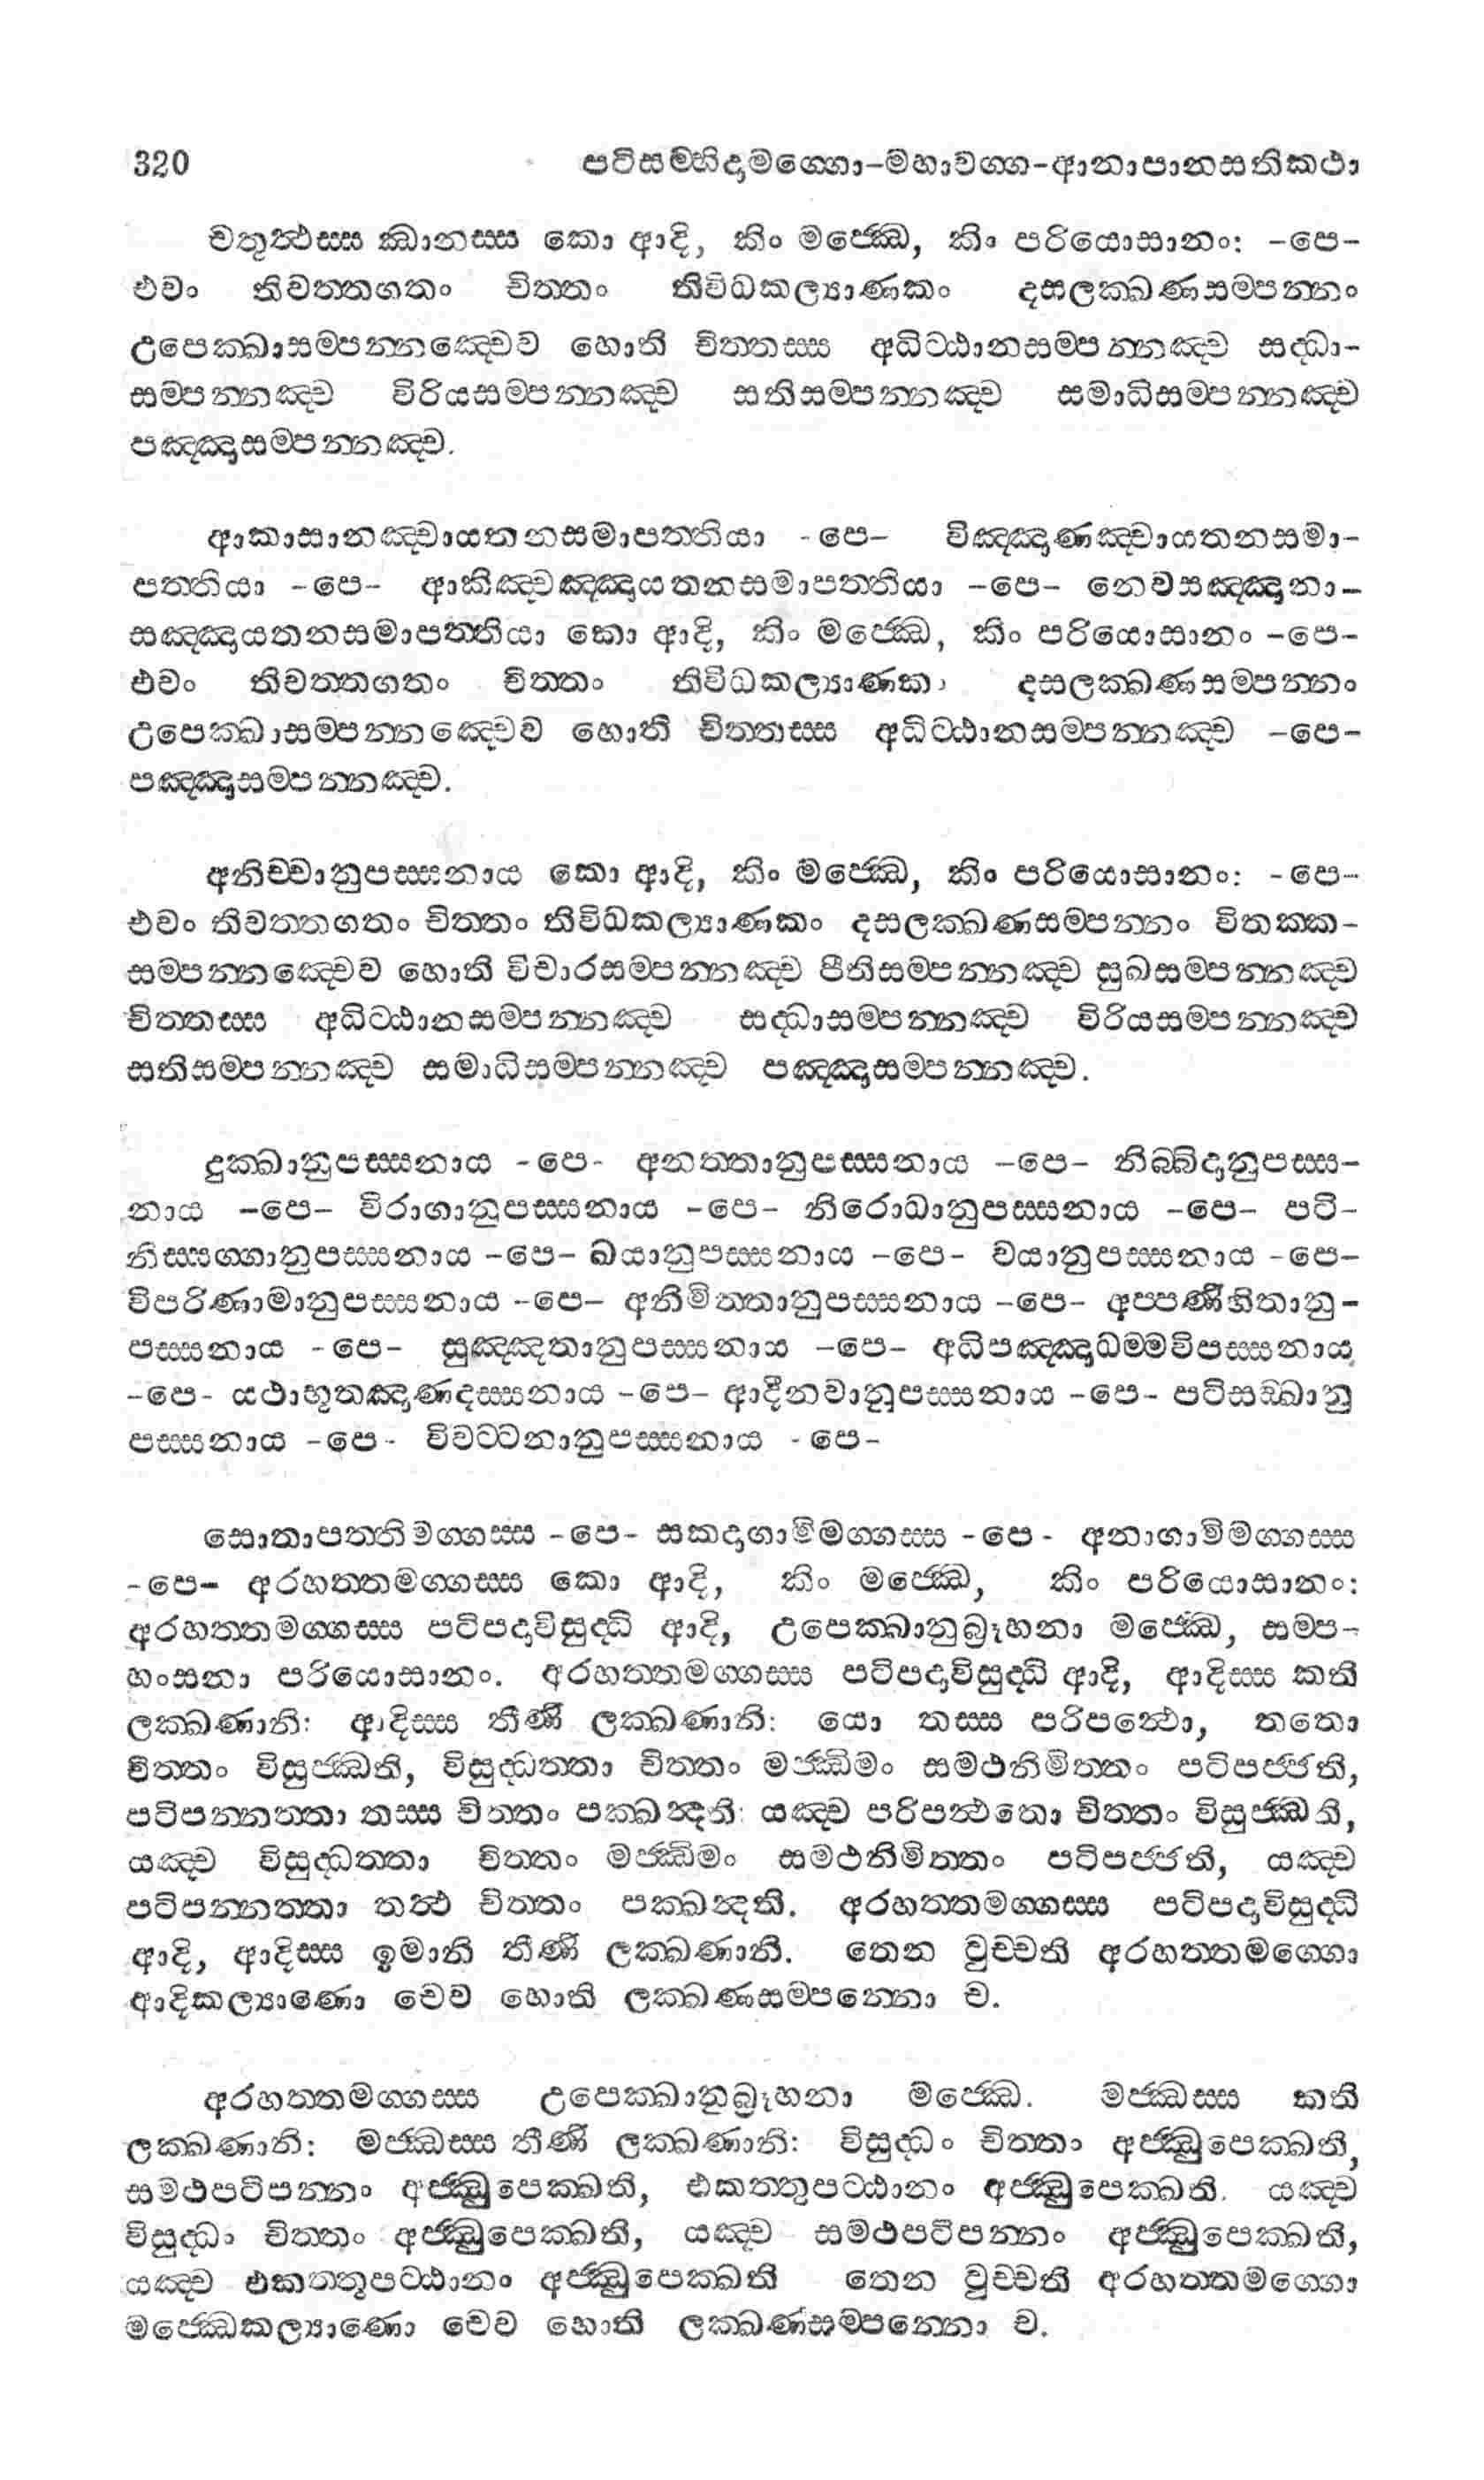 320 පටිසම්භිදාමග්ගො-මහාවග්ග-ආනාපානසතිකථා
චතුත්ථස්ස ඣානස්ස කො ආදි, කිං මජ්ඣෙ, කිං පරියොසානං: -පෙ-
එවං තිවත්තගතං චිත්තං තිවිධකල්‍යාණකං දසලක්ඛණසම්පන්නං
උපෙක්ඛාසම්පන්නඤ්චෙව හොති චිත්තස්ස අධිට්ඨානසම්පන්නඤ්ච සද්ධා-
සම්පන්නඤ්ච විරියසම්පන්නඤ්ච සතිසම්පන්නඤ්ච සමාධිසම්පන්නඤ්ච
පඤ්ඤාසම්පන්නඤ්ච.
ආකාසානඤ්චායතනසමාපත්තියා -පෙ- විඤ්ඤාණඤ්චායතනසමා-
පත්තියා -පෙ- ආකිඤ්චඤ්ඤායතනසමාපත්තියා -පෙ- නෙවසඤ්ඤානා-
සඤ්ඤායතනසමාපත්තියා කො ආදි, කිං මජ්ඣෙ, කිං පරියොසානං -පෙ-
එවං තිවත්තගතං චිත්තං තිවිධකල්‍යාණකං දසලක්ඛණසම්පන්නං
උපෙක්ඛාසම්පන්නඤ්චෙව හොති චිත්තස්ස අධිට්ඨානසම්පන්නඤ්ච -පෙ-
පඤ්ඤාසම්පන්නඤ්ච.
අනිච්චානුපස්සනාය කො ආදි, කිං මජ්ඣෙ, කිං පරියොසානං: -පෙ-
එවං තිවත්තගතං චිත්තං තිවිධකල්‍යාණකං දසලක්ඛණසම්පන්නං විතක්ක-
සම්පන්නඤ්චෙව හොති විචාරසම්පන්නඤ්ච පීතිසම්පන්නඤ්ච සුඛසම්පන්නඤ්ච
චිත්තස්ස අධිට්ඨානසම්පන්නඤ්ච සද්ධාසම්පන්නඤ්ච විරියසම්පන්නඤ්ච
සතිසම්පන්නඤ්ච සමාධිසම්පන්නඤ්ච පඤ්ඤාසම්පන්නඤ්ච.
දුක්ඛානුපස්සනාය -පෙ- අනත්තානුපස්සනාය -පෙ- නිබ්බිදානුපස්ස-
නාය -පෙ- විරාගානුපස්සනාය -පෙ- නිරොධානුපස්සනාය -පෙ- පටි-
නිස්සග්ගානුපස්සනාය -පෙ- ඛයානුපස්සනාය -පෙ- වයානුපස්සනාය -පෙ-
විපරිණාමානුපස්සනාය -පෙ- අනිමිත්තානුපස්සනාය -පෙ- අප්පණිහිතානු-
පස්සනාය -පෙ- සුඤ්ඤතානුපස්සනාය -පෙ- අධිපඤ්ඤාධම්මවිපස්සනාය
-පෙ- යථාභූතඤාණදස්සනාය -පෙ- ආදීනවානුපස්සනාය -පෙ- පටිසඞ්ඛානු
පස්සනාය -පෙ- විවට්ටනානුපස්සනාය -පෙ-
සොතාපත්තිමග්ගස්ස -පෙ- සකදාගාමිමග්ගස්ස -පෙ- අනාගාමිමග්ගස්ස
-පෙ- අරහත්තමග්ගස්ස කො ආදි, කිං මජ්ඣෙ, කිං පරියොසානං:
අරහත්තමග්ගස්ස පටිපදාවිසුද්ධි ආදි, උපෙක්ඛානුබ්‍රෑහනා මජ්ඣෙ, සම්ප-
හංසනා පරියොසානං. අරහත්තමග්ගස්ස පටිපදාවිසුද්ධි ආදි, ආදිස්ස කති
ලක්ඛණානි: ආදිස්ස තීණි ලක්ඛණානි: යො තස්ස පරිපන්ථො, තතො
චිත්තං විසුජ්ඣති, විසුද්ධත්තා චිත්තං මජ්ඣිමං සමථනිමිත්තං පටිපජ්ජති,
පටිපන්නත්තා තස්ස චිත්තං පක්ඛන්දති: යඤ්ච පරිපන්ථතො චිත්තං විසුජ්ඣති,
යඤ්ච විසුද්ධත්තා චිත්තං මජ්ඣිමං සමථනිමිත්තං පටිපජ්ජති, යඤ්ච
පටිපන්නත්තා තත්ථ චිත්තං පක්ඛන්දති. අරහත්තමග්ගස්ස පටිපදාවිසුද්ධි
ආදි, ආදිස්ස ඉමානි තීණි ලක්ඛණානි. තෙන වුච්චති අරහත්තමග්ගො
ආදිකල්‍යාණො චෙව හොති ලක්ඛණසම්පන්නො ච.
අරහත්තමග්ගස්ස උපෙක්ඛානුබ්‍රෑහනා මජ්ඣෙ. මජ්ඣස්ස කති
ලක්ඛණානි: මජ්ඣස්ස තීණි ලක්ඛණානි: විසුද්ධං චිත්තං අජ්ඣුපෙක්ඛති,
සමථපටිපන්නං අජ්ඣුපෙක්ඛති, එකත්තුපට්ඨානං අජ්ඣුපෙක්ඛති. යඤ්ච
විසුද්ධං චිත්තං අජ්ඣුපෙක්ඛති, යඤ්ච සමථපටිපන්නං අජ්ඣුපෙක්ඛති,
යඤ්ච එකත්තූපට්ඨානං අජ්ඣුපෙක්ඛති තෙන වුච්චති අරහත්තමග්ගො
මජ්ඣෙකල්‍යාණො චෙව හොති ලක්ඛණසම්පන්නො ච.